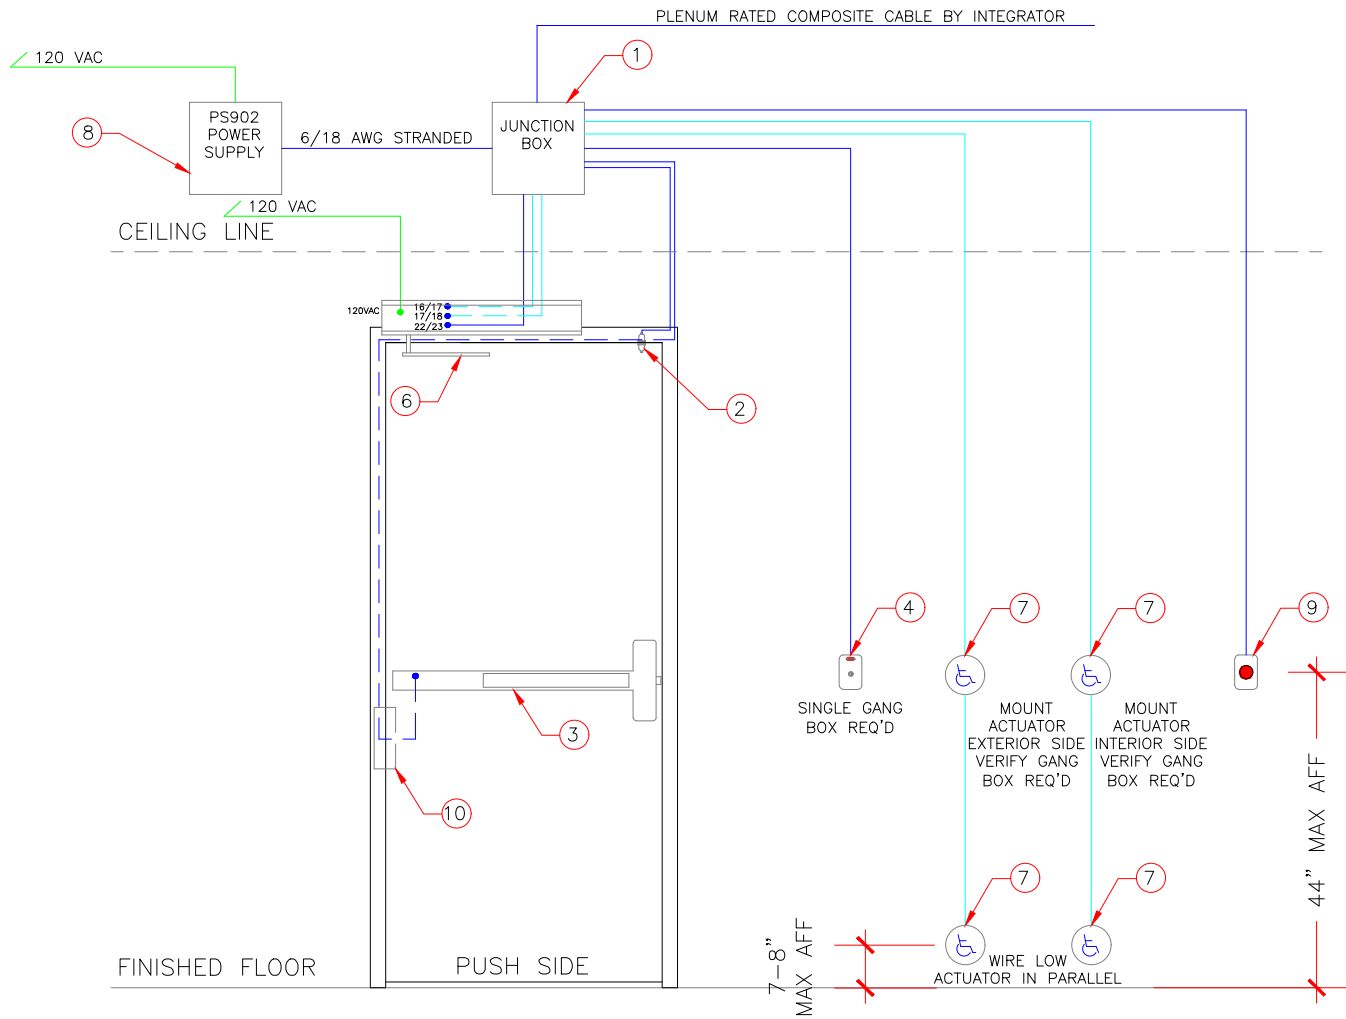 PLENUM RATED COMPOSITE CABLE BY INTEGRATOR
120 VAC
1
PS902
POWER
SUPPLY
8
6/18 AWG STRANDED
JUNCTION
BOX
120 VAC
CEILING LINE
120VAC
16/17
17/18
22/23
6
2
4
7
7
9
SINGLE GANG
BOX REQ'D
MOUNT
ACTUATOR
EXTERIOR SIDE
VERIFY GANG
BOX REQ'D
MOUNT
ACTUATOR
INTERIOR SIDE
VERIFY GANG
BOX REQ'D
3
10
44" MAX AFF
7
7
7-8"
MAX AFF
WIRE LOW
ACTUATOR IN PARALLEL
FINISHED FLOOR
PUSH SIDE